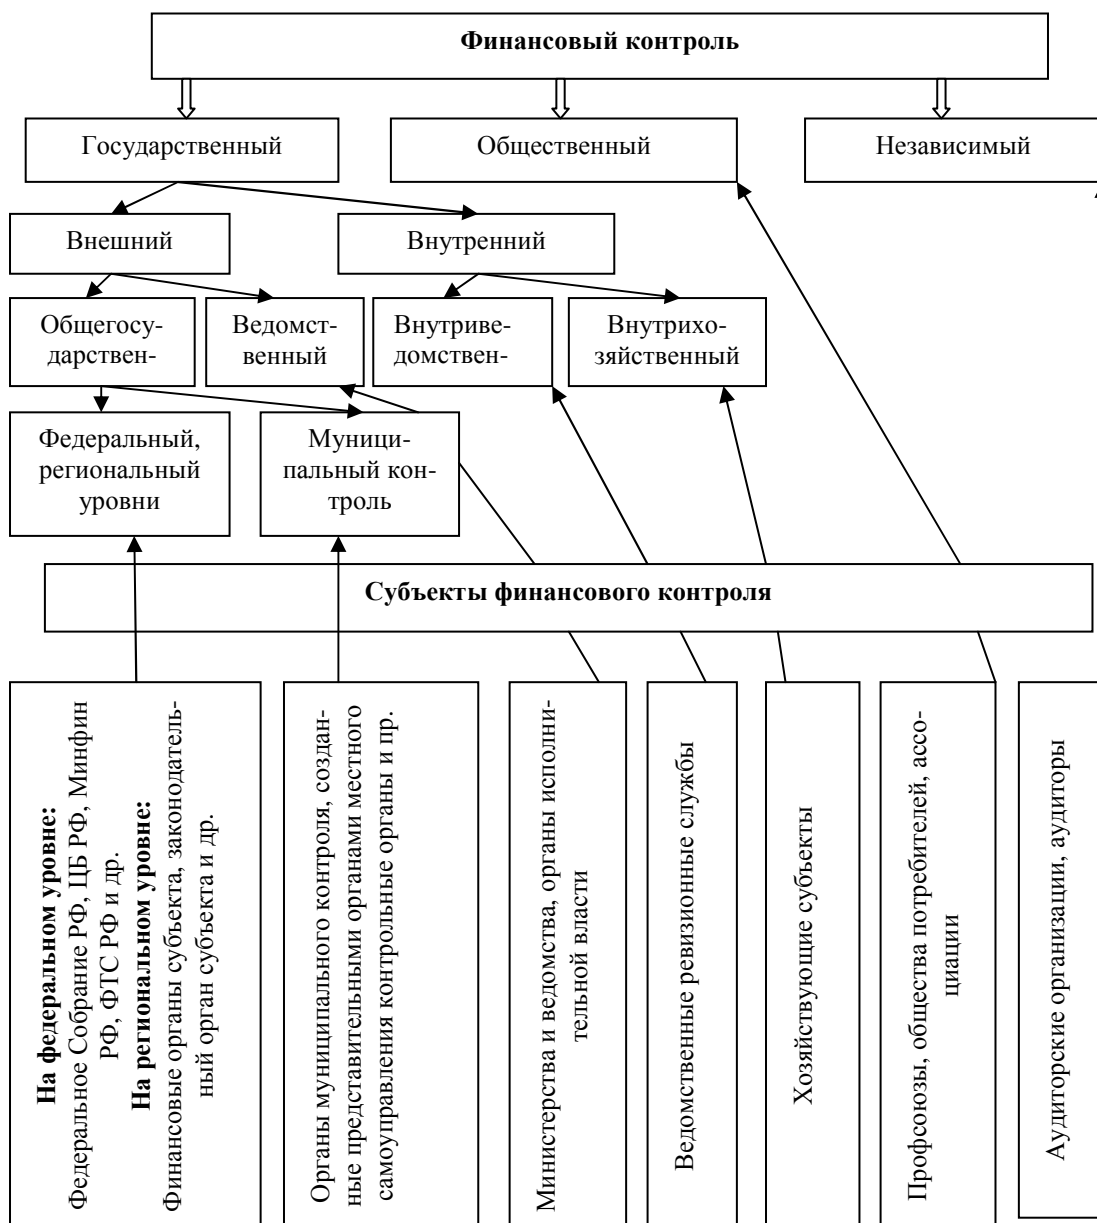 Финансовый контроль
Государственный
Общественный
Независимый
Внешний
Внутренний
Общегосу-
дарствен-
Ведомст-
венный
Внутриве-
домствен-
Внутрихо-
зяйственный
Федеральный,
региональный
уровни
Муници-
пальный кон-
троль
Субъекты финансового контроля
На федеральном уровне:
Федеральное Собрание РФ, ЦБ РФ, Минфин
РФ, ФТС РФ и др.
На региональном уровне:
Финансовые органы субъекта, законодатель-
ный орган субъекта и др.
Органы муниципального контроля, создан-
ные представительными органами местного
самоуправления контрольные органы и пр.
Министерства и ведомства, органы исполни-
тельной власти
Ведомственные ревизионные службы
Хозяйствующие субъекты
Профсоюзы, общества потребителей, ассо-
циации
Аудиторские организации, аудиторы